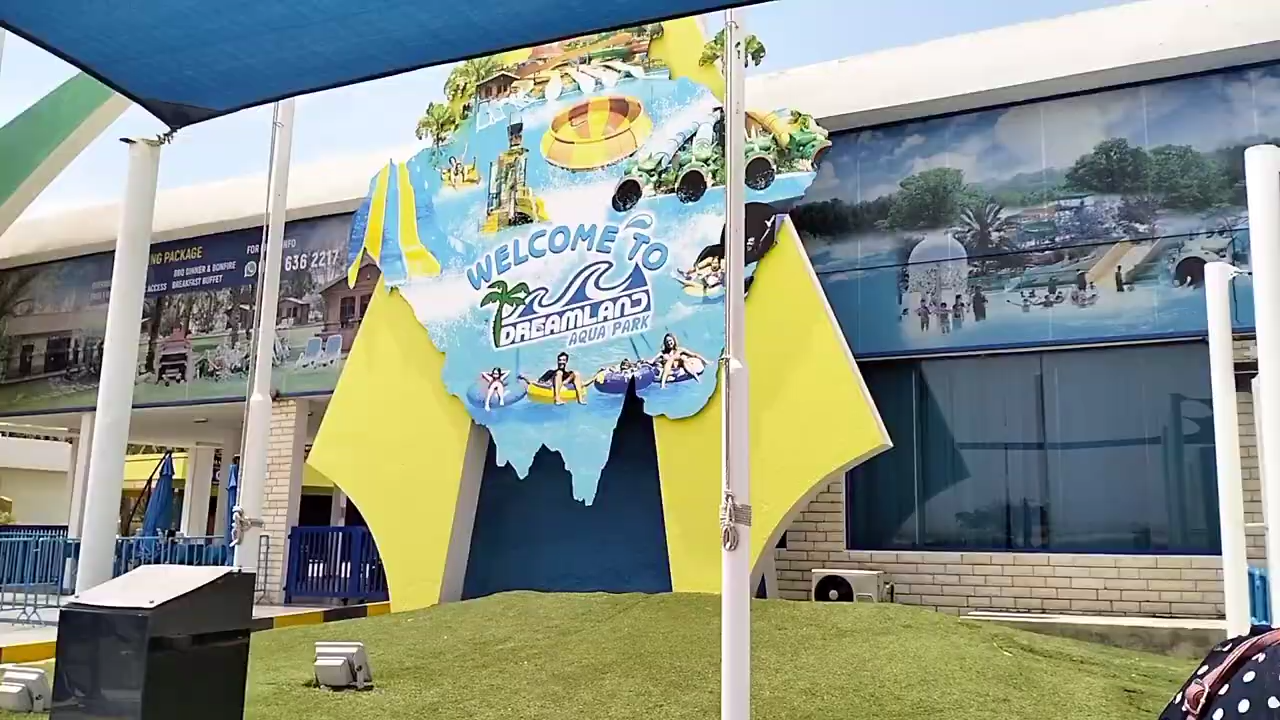 WELCOME TO
DREAMLAND
AQUA PARK
NG PACKAGE
BBQ DINNER & BONFIRE
ACCESS BREAKFAST BUFFET
FOR INFO
636 2217